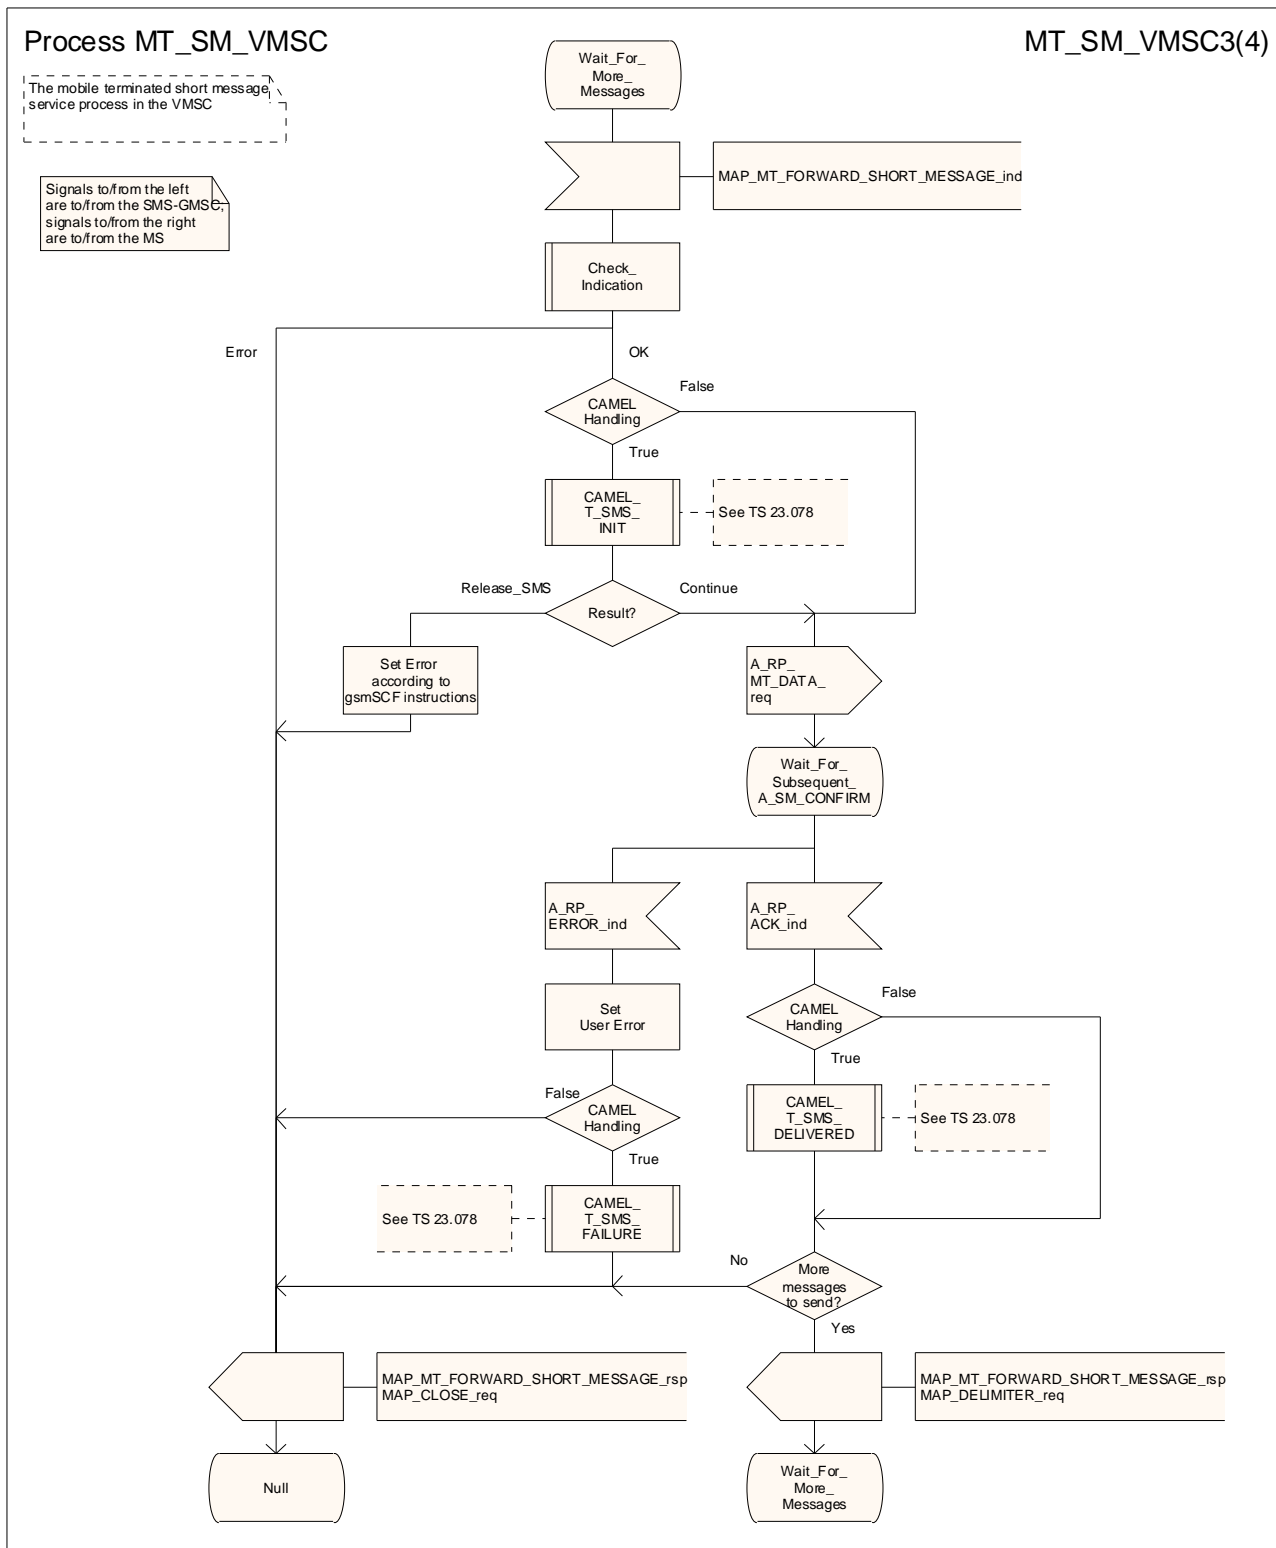 Process MT_SM_VMSC
MT_SM_VMSC3(4)
The mobile terminated short message
service process in the VMSC
Signals to/from the left
are to/from the SMS-GMSC;
signals to/from the right
are to/from the MS
Wait_For_
More_
Messages
MAP_MT_FORWARD_SHORT_MESSAGE_ind
Check_
Indication
Error
OK
CAMEL
Handling
False
True
CAMEL_
T_SMS_
INIT
See TS 23.078
Release_SMS
Result?
Continue
Set Error
according to
gsmSCF instructions
A_RP_
MT_DATA_
req
Wait_For_
Subsequent_
A_SM_CONFIRM
A_RP_
ERROR_ind
A_RP_
ACK_ind
Set
User Error
CAMEL
Handling
False
True
False
CAMEL
Handling
True
CAMEL_
T_SMS_
DELIVERED
See TS 23.078
See TS 23.078
CAMEL_
T_SMS_
FAILURE
No
More
messages
to send?
Yes
MAP_MT_FORWARD_SHORT_MESSAGE_rsp
MAP_CLOSE_req
MAP_MT_FORWARD_SHORT_MESSAGE_rsp
MAP_DELIMITER_req
Null
Wait_For_
More_
Messages